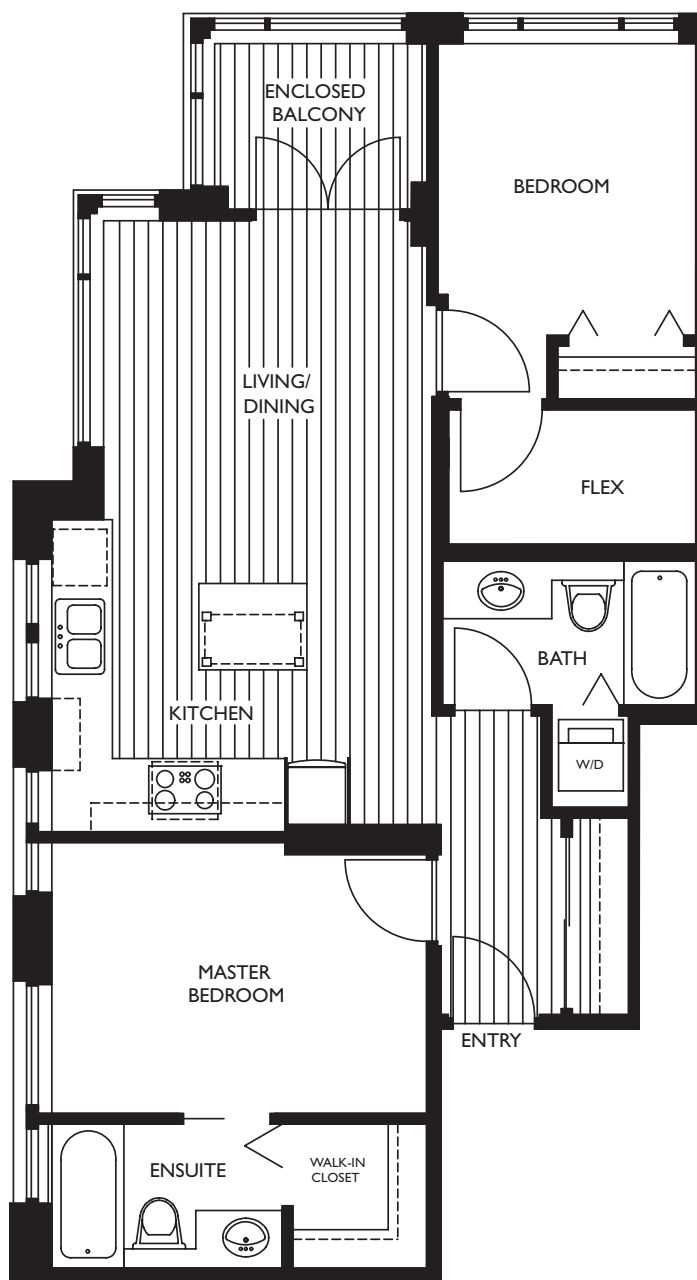 ENCLOSED
BALCONY
BEDROOM
LIVING/
DINING
FLEX
BATH
KITCHEN
W/D
MASTER
BEDROOM
ENTRY
ENSUITE
WALK-IN
CLOSET